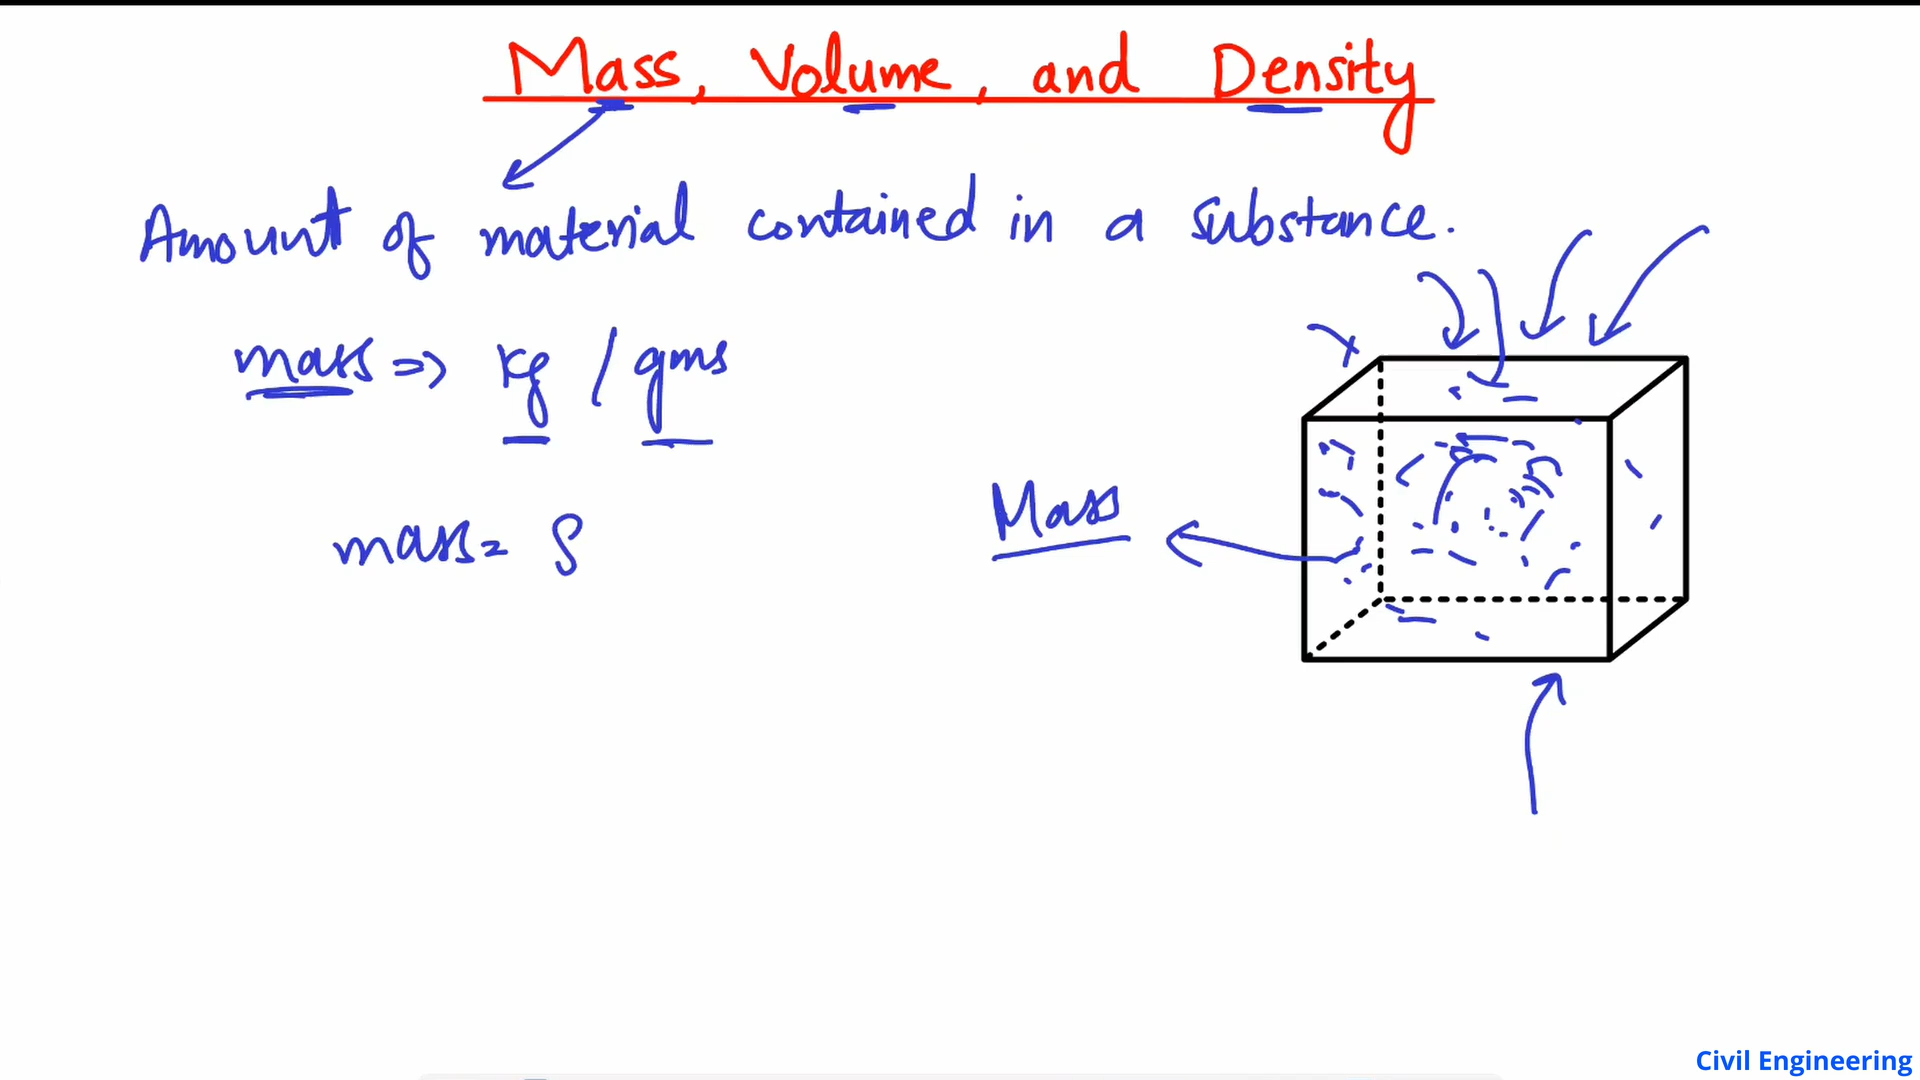 Mass, Volume, and Density
Amount of material contained in a substance.
mass => kg / gms
Mass
mass = ρ
Civil Engineering